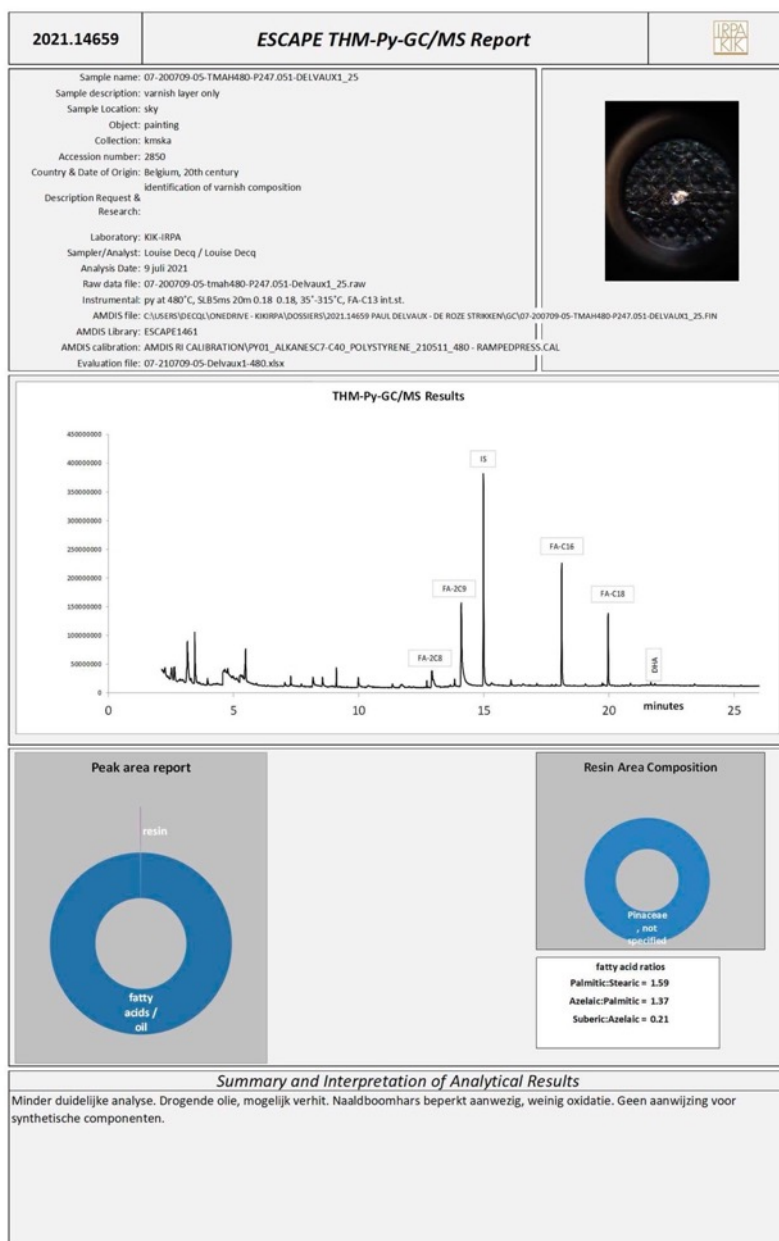 2021.14659
ESCAPE THM-Py-GC/MS Report
IRPA
KIK
Sample name: 07-200709-05-TMAH480-P247.051-DELVAUX1_25
Sample description: varnish layer only
Sample Location: sky
Object: painting
Collection: kmska
Accession number: 2850
Country & Date of Origin: Belgium, 20th century
identification of varnish composition
Description Request &
Research:
Laboratory: KIK-IRPA
Sampler/Analyst: Louise Decq / Louise Decq
Analysis Date: 9 juli 2021
Raw data file: 07-200709-05-tmah480-P247.051-Delvaux1_25.raw
Instrumental: py at 480°C, SLB5ms 20m 0.18 0.18, 35°-315°C, FA-C13 int.st.
AMDIS file: C:\USERS\DECQL\ONEDRIVE - KIKIRPA\DOSSIERS\2021.14659 PAUL DELVAUX - DE ROZE STRIKKEN\GC\07-200709-05-TMAH480-P247.051-DELVAUX1_25.FIN
AMDIS Library: ESCAPE1461
AMDIS calibration: AMDIS RI CALIBRATION\PY01_ALKANESC7-C40_POLYSTYRENE_210511_480 - RAMPEDPRESS.CAL
Evaluation file: 07-210709-05-Delvaux1-480.xlsx
THM-Py-GC/MS Results
450000000
400000000
350000000
300000000
250000000
200000000
150000000
100000000
50000000
0
IS
FA-C16
FA-2C9
FA-C18
FA-2C8
DHA
0 5 10 15 20 25
minutes
Peak area report
resin
fatty
acids /
oil
Resin Area Composition
Pinaceae
, not
specified
fatty acid ratios
Palmitic:Stearic = 1.59
Azelaic:Palmitic = 1.37
Suberic:Azelaic = 0.21
Summary and Interpretation of Analytical Results
Minder duidelijke analyse. Drogende olie, mogelijk verhit. Naaldboomhars beperkt aanwezig, weinig oxidatie. Geen aanwijzing voor
synthetische componenten.